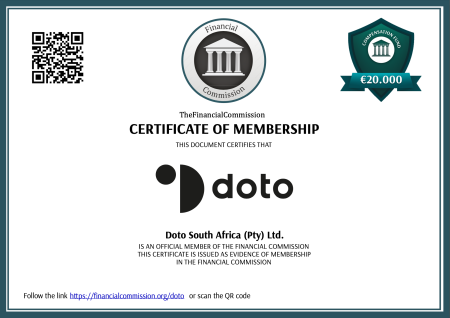 Financial
Commission
COMPENSATION FUND
€20.000
TheFinancialCommission
CERTIFICATE OF MEMBERSHIP
THIS DOCUMENT CERTIFIES THAT
doto
Doto South Africa (Pty) Ltd.
IS AN OFFICIAL MEMBER OF THE FINANCIAL COMMISSION
THIS CERTIFICATE IS ISSUED AS EVIDENCE OF MEMBERSHIP
IN THE FINANCIAL COMMISSION
Follow the link https://financialcommission.org/doto or scan the QR code